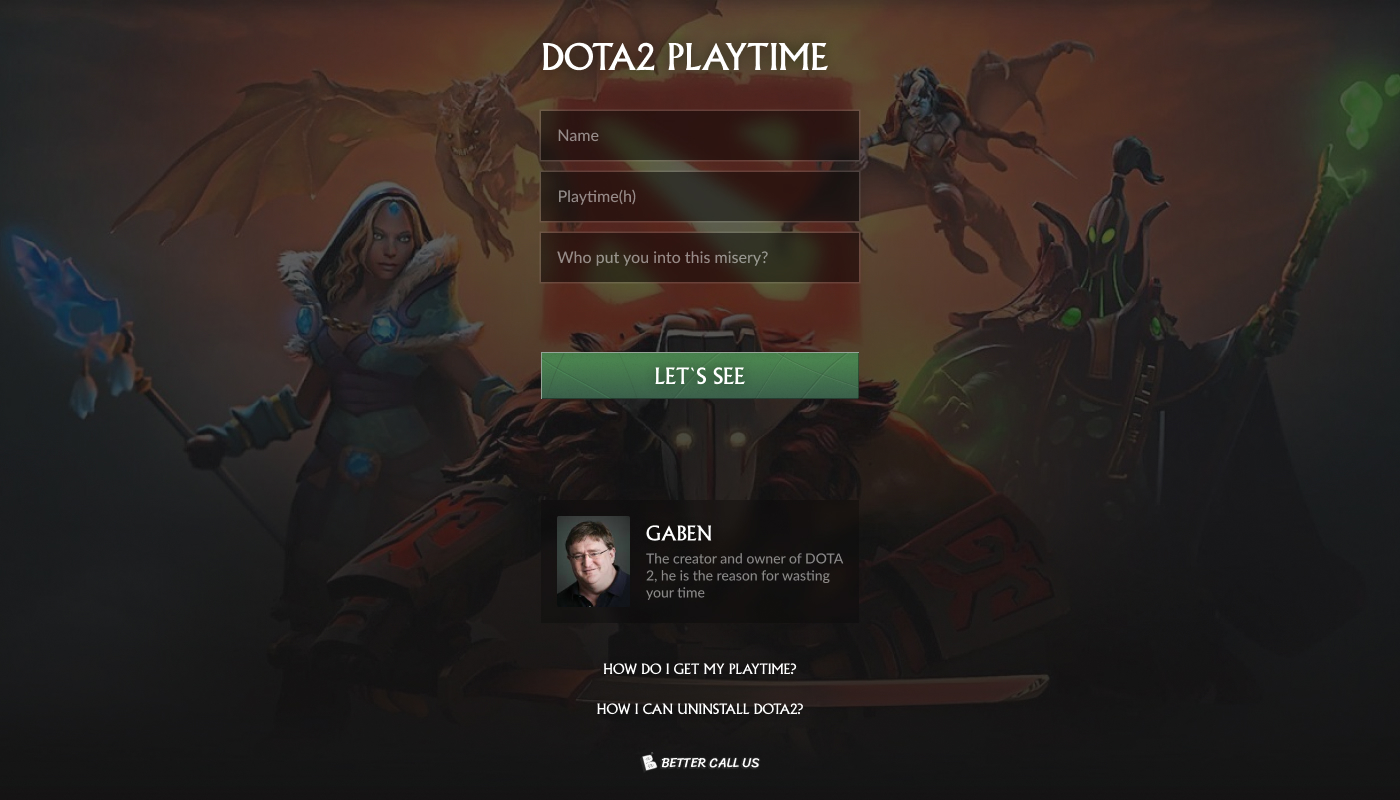 DOTA2 PLAYTIME
Name
Playtime(h)
Who put you into this misery?
LET`S SEE
GABEN
The creator and owner of DOTA
2, he is the reason for wasting
your time
HOW DO I GET MY PLAYTIME?
HOW I CAN UNINSTALL DOTA2?
BETTER CALL US